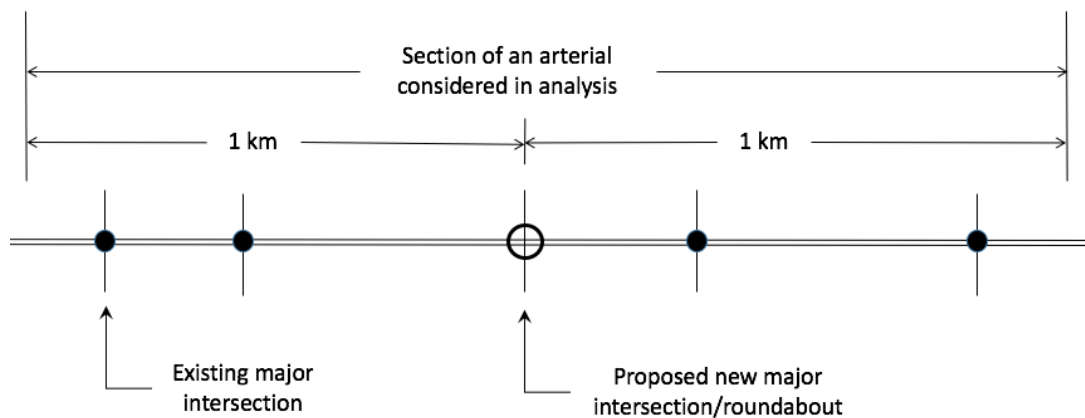 Section of an arterial
considered in analysis
1 km
1 km
Existing major
intersection
Proposed new major
intersection/roundabout